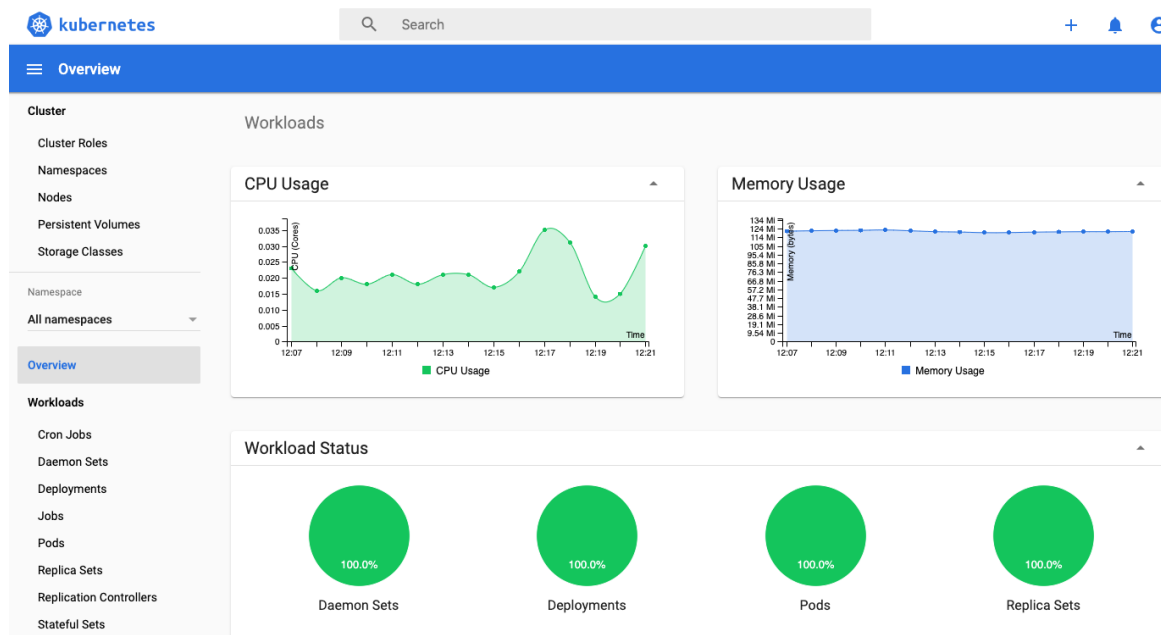 kubernetes
Search
Overview
Cluster
Cluster Roles
Namespaces
Nodes
Persistent Volumes
Storage Classes
Namespace
All namespaces
Overview
Workloads
Cron Jobs
Daemon Sets
Deployments
Jobs
Pods
Replica Sets
Replication Controllers
Stateful Sets
Workloads
CPU Usage
CPU (Cores)
0.035
0.030
0.025
0.020
0.015
0.010
0.005
0
Time
12:07 12:09 12:11 12:13 12:15 12:17 12:19 12:21
CPU Usage
Memory Usage
Memory (bytes)
134 Mi
124 Mi
114 Mi
105 Mi
95.4 Mi
85.8 Mi
76.3 Mi
66.8 Mi
57.2 Mi
47.7 Mi
38.1 Mi
28.6 Mi
19.1 Mi
9.54 Mi
0
Time
12:07 12:09 12:11 12:13 12:15 12:17 12:19 12:21
Memory Usage
Workload Status
100.0% 100.0% 100.0% 100.0%
Daemon Sets Deployments Pods Replica Sets